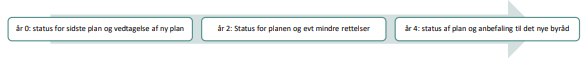 år 0: status for sidste plan og vedtagelse af ny plan
år 2: Status for planen og evt mindre rettelser
år 4: status af plan og anbefaling til det nye byråd